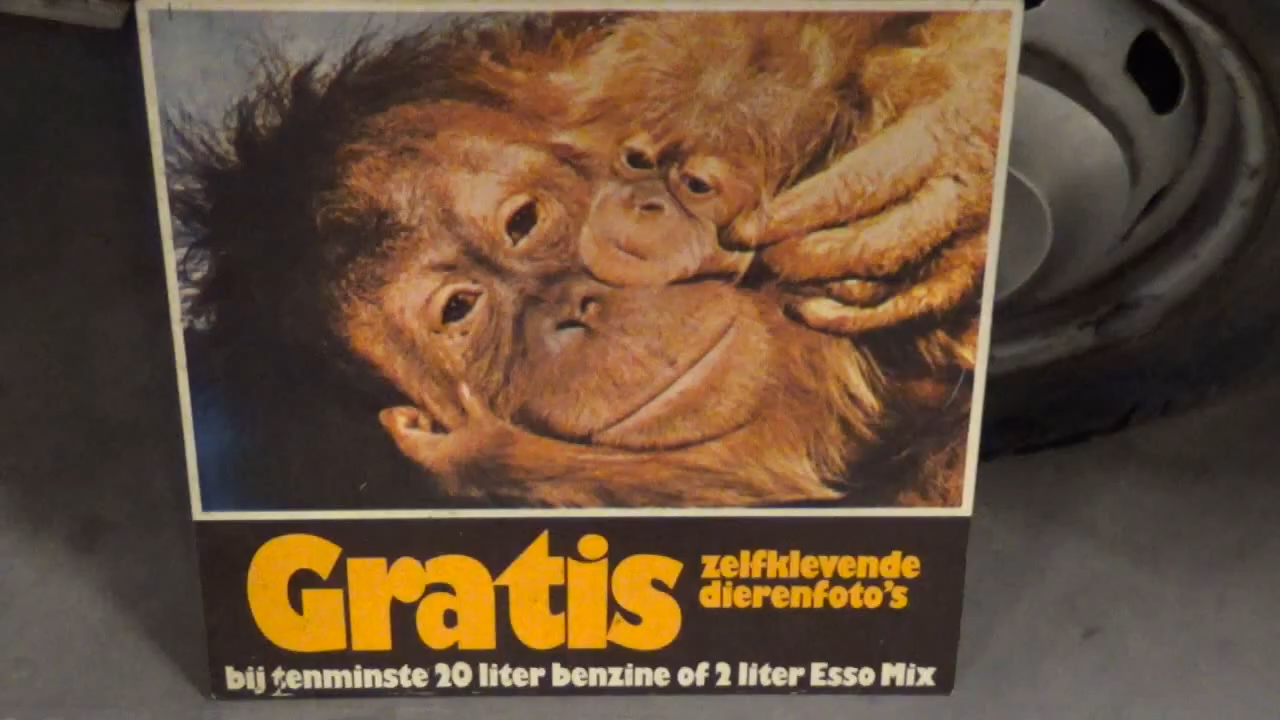 Gratis
zelfklevende
dierenfoto's
bij tenminste 20 liter benzine of 2 liter Esso Mix